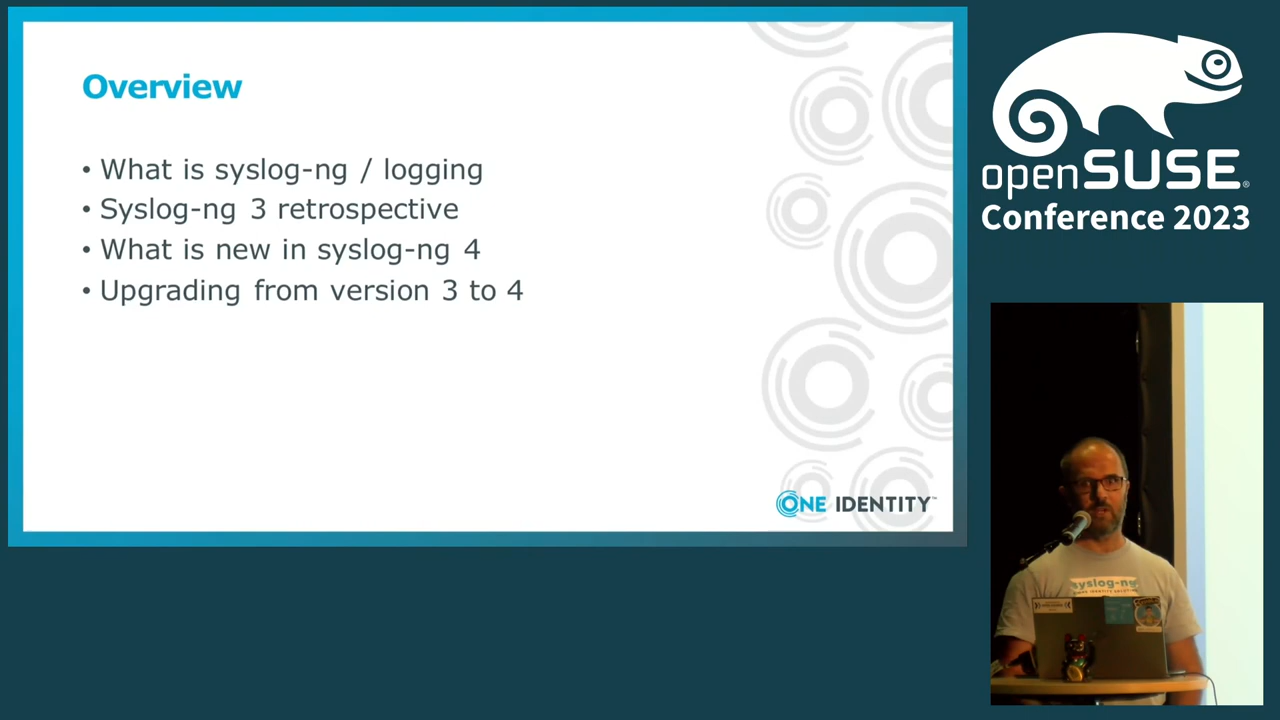 Overview
• What is syslog-ng / logging
• Syslog-ng 3 retrospective
• What is new in syslog-ng 4
• Upgrading from version 3 to 4
ONE IDENTITY™
openSUSE®
Conference 2023
syslog-ng